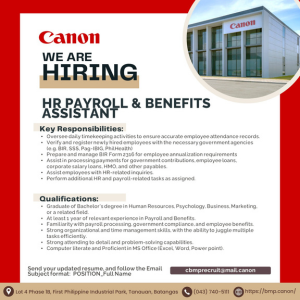 Canon
Canon
WE ARE
HIRING
HR PAYROLL & BENEFITS
ASSISTANT
Key Responsibilities:
• Oversee daily timekeeping activities to ensure accurate employee attendance records.
• Verify and register newly hired employees with the necessary government agencies
(e.g. BIR, SSS, Pag-IBIG, PhilHealth)
• Prepare and manage BIR Form 2316 for employee annualization requirements
• Assist in processing payments for government contributions, employee loans,
corporate salary loans, HMO, and other payables.
• Assist employees with HR-related inquiries.
• Perform additional HR and payroll-related tasks as assigned.
Qualifications:
• Graduate of Bachelor's degree in Human Resources, Psychology, Business, Marketing,
or a related field.
• At least 1 year of relevant experience in Payroll and Benefits.
• Familiarity with payroll processing, government compliance, and employee benefits.
• Strong organizational and time management skills, with the ability to juggle multiple
tasks efficiently.
• Strong attending to detail and problem-solving capabilities.
• Computer literate and Proficient in MS Office (Excel, Word, Power point).
Send your updated resume, and follow the Email
Subject format: POSITION_Full Name
cbmprecruit@mail.canon
Lot 4 Phase 1B, First Philippine Industrial Park, Tanauan, Batangas
https://bmp.canon/